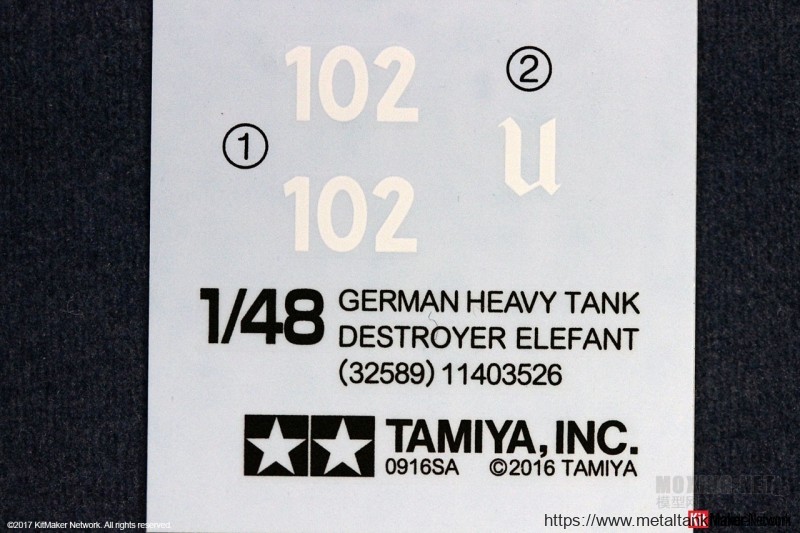 102
②
u
①
102
1/48 GERMAN HEAVY TANK
DESTROYER ELEFANT
(32589) 11403526
TAMIYA, INC.
0916SA ©2016 TAMIYA
©2017 KitMaker Network. All rights reserved.
https://www.metaltank
Kit